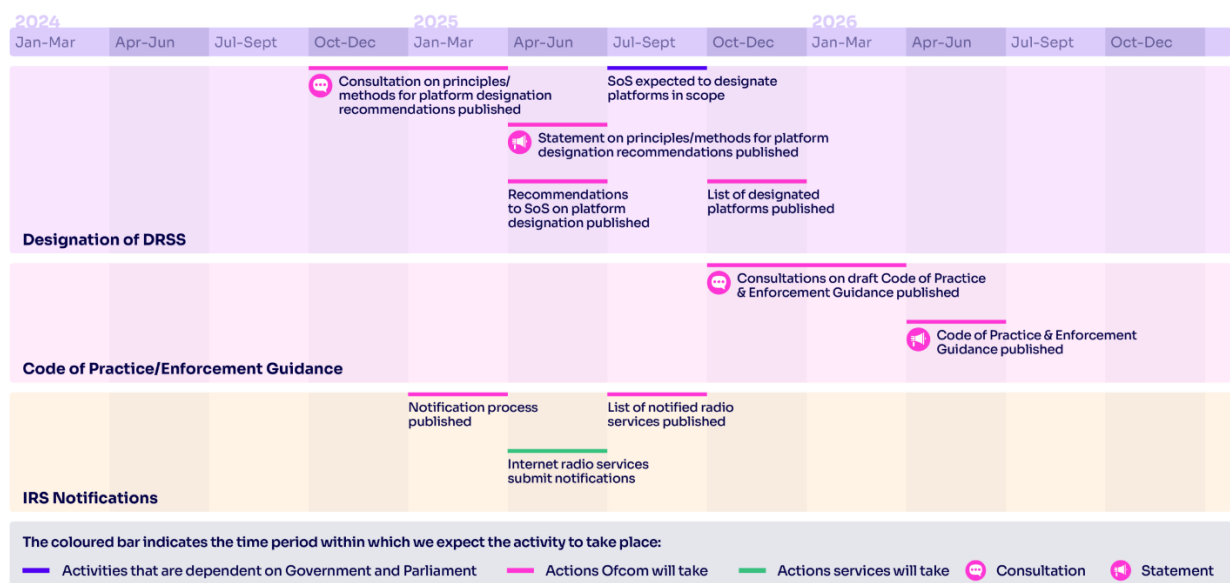 2024
2025
2026
Jan-Mar
Apr-Jun
Jul-Sept
Oct-Dec
Jan-Mar
Apr-Jun
Jul-Sept
Oct-Dec
Jan-Mar
Apr-Jun
Jul-Sept
Oct-Dec
Consultation on principles/
methods for platform designation
recommendations published
SoS expected to designate
platforms in scope
Statement on principles/methods for platform
designation recommendations published
Recommendations
to SoS on platform
designation published
List of designated
platforms published
Designation of DRSS
Consultations on draft Code of Practice
& Enforcement Guidance published
Code of Practice & Enforcement
Guidance published
Code of Practice/Enforcement Guidance
Notification process
published
List of notified radio
services published
Internet radio services
submit notifications
IRS Notifications
The coloured bar indicates the time period within which we expect the activity to take place:
Activities that are dependent on Government and Parliament
Actions Ofcom will take
Actions services will take
Consultation
Statement